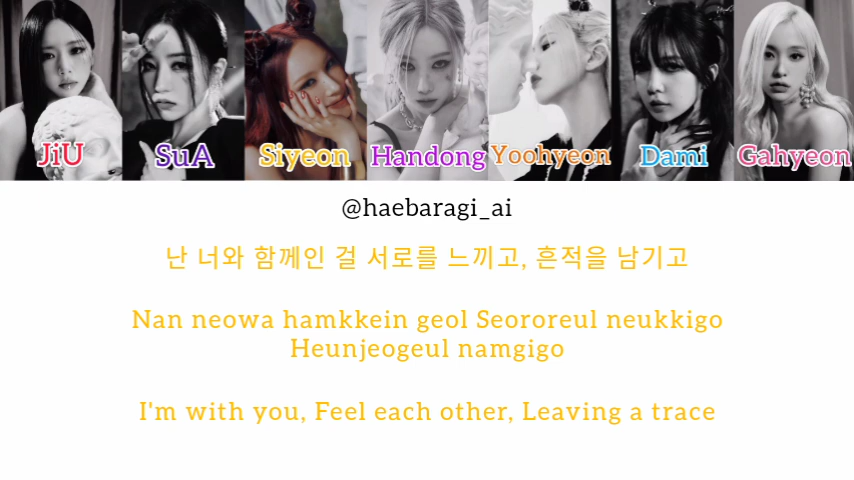 JiU SuA Siyeon Handong Yoohyeon Dami Gahyeon
@haebaragi_ai
난 너와 함께인 걸 서로를 느끼고, 흔적을 남기고
Nan neowa hamkkein geol Seororeul neukkigo
Heunjeogeul namgigo
I'm with you, Feel each other, Leaving a trace